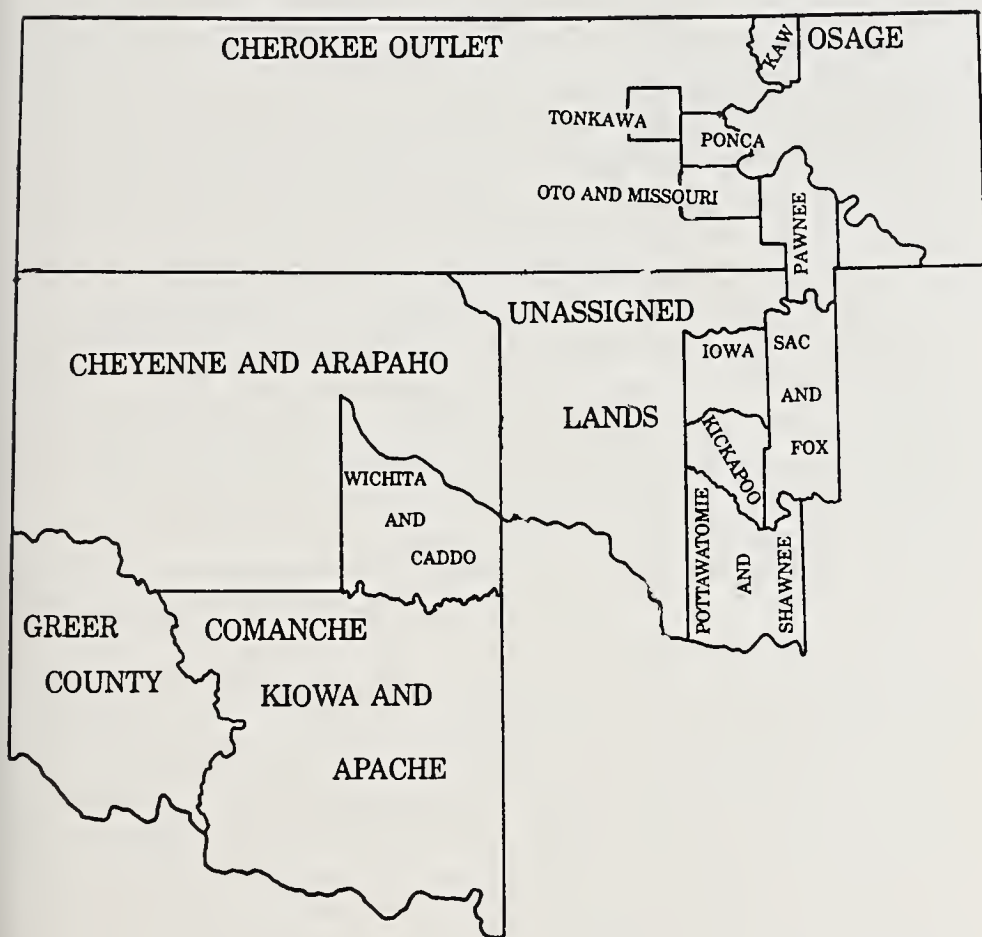 CHEROKEE OUTLET
KAW
OSAGE
TONKAWA
PONCA
OTO AND MISSOURI
PAWNEE
UNASSIGNED
LANDS
CHEYENNE AND ARAPAHO
IOWA
SAC
AND
FOX
KICKAPOO
WICHITA
AND
CADDO
POTTAWATOMIE
AND
SHAWNEE
GREER
COUNTY
COMANCHE
KIOWA AND
APACHE